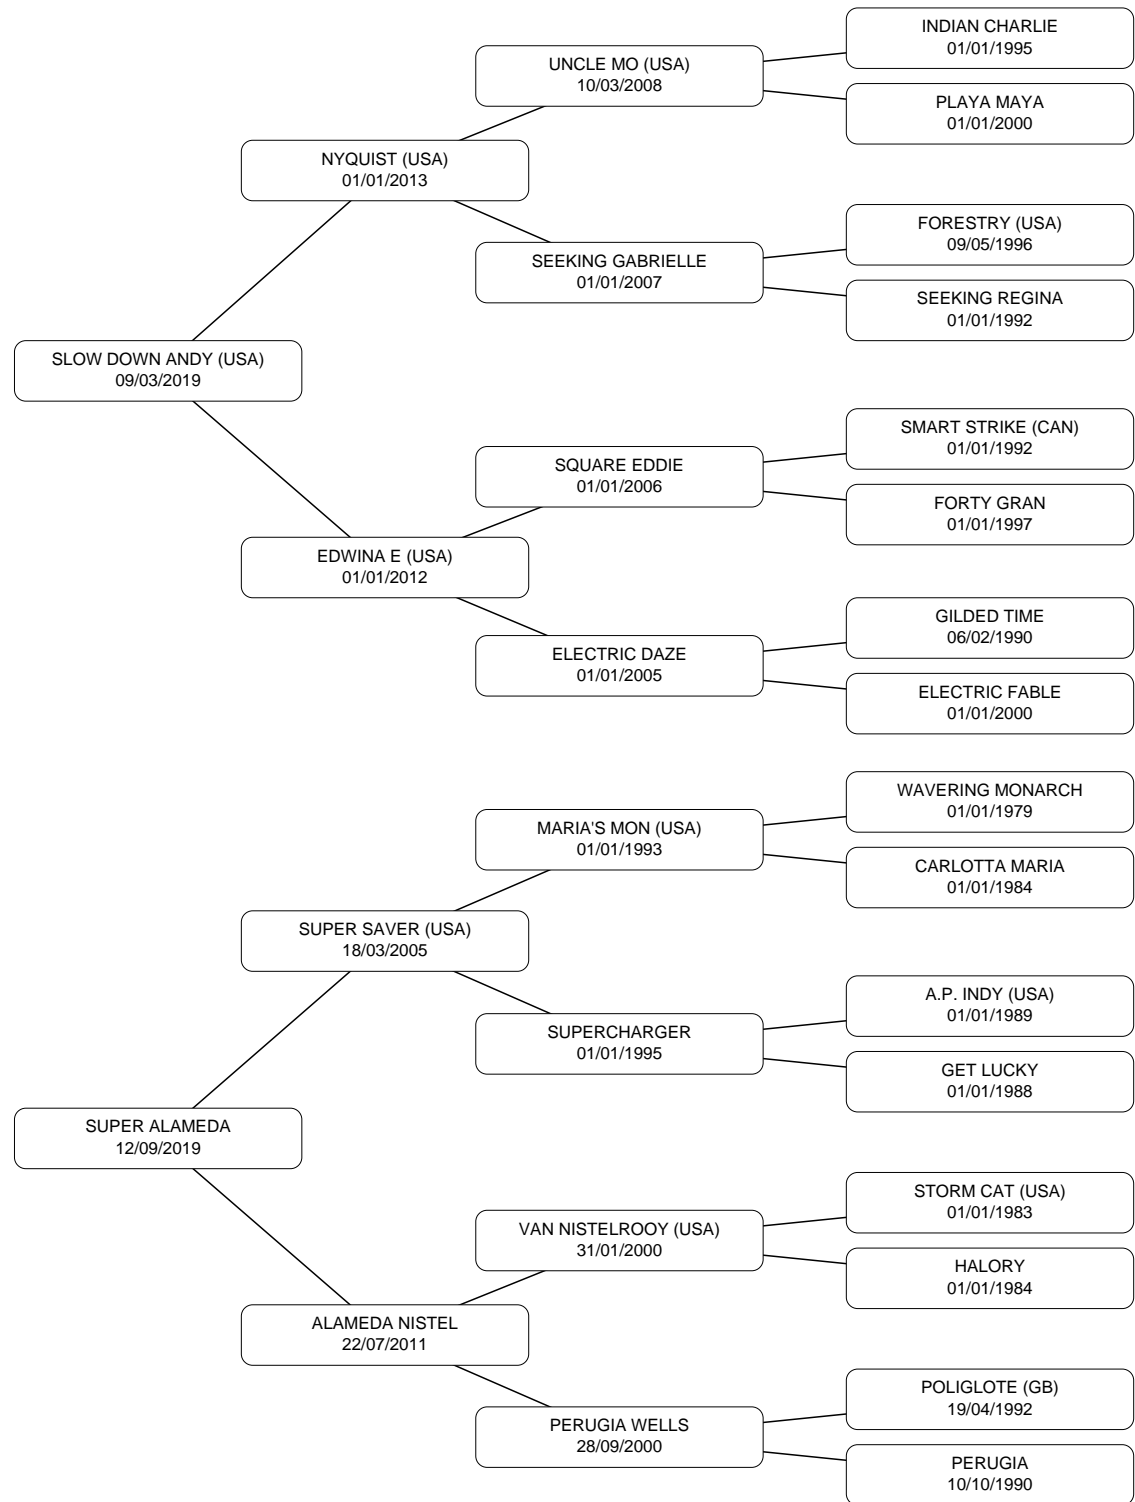 INDIAN CHARLIE
01/01/1995
UNCLE MO (USA)
10/03/2008
PLAYA MAYA
01/01/2000
NYQUIST (USA)
01/01/2013
FORESTRY (USA)
09/05/1996
SEEKING GABRIELLE
01/01/2007
SEEKING REGINA
01/01/1992
SLOW DOWN ANDY (USA)
09/03/2019
SMART STRIKE (CAN)
01/01/1992
SQUARE EDDIE
01/01/2006
FORTY GRAN
01/01/1997
EDWINA E (USA)
01/01/2012
GILDED TIME
06/02/1990
ELECTRIC DAZE
01/01/2005
ELECTRIC FABLE
01/01/2000
WAVERING MONARCH
01/01/1979
MARIA'S MON (USA)
01/01/1993
CARLOTTA MARIA
01/01/1984
SUPER SAVER (USA)
18/03/2005
A.P. INDY (USA)
01/01/1989
SUPERCHARGER
01/01/1995
GET LUCKY
01/01/1988
SUPER ALAMEDA
12/09/2019
STORM CAT (USA)
01/01/1983
VAN NISTELROOY (USA)
31/01/2000
HALORY
01/01/1984
ALAMEDA NISTEL
22/07/2011
POLIGLOTE (GB)
19/04/1992
PERUGIA WELLS
28/09/2000
PERUGIA
10/10/1990